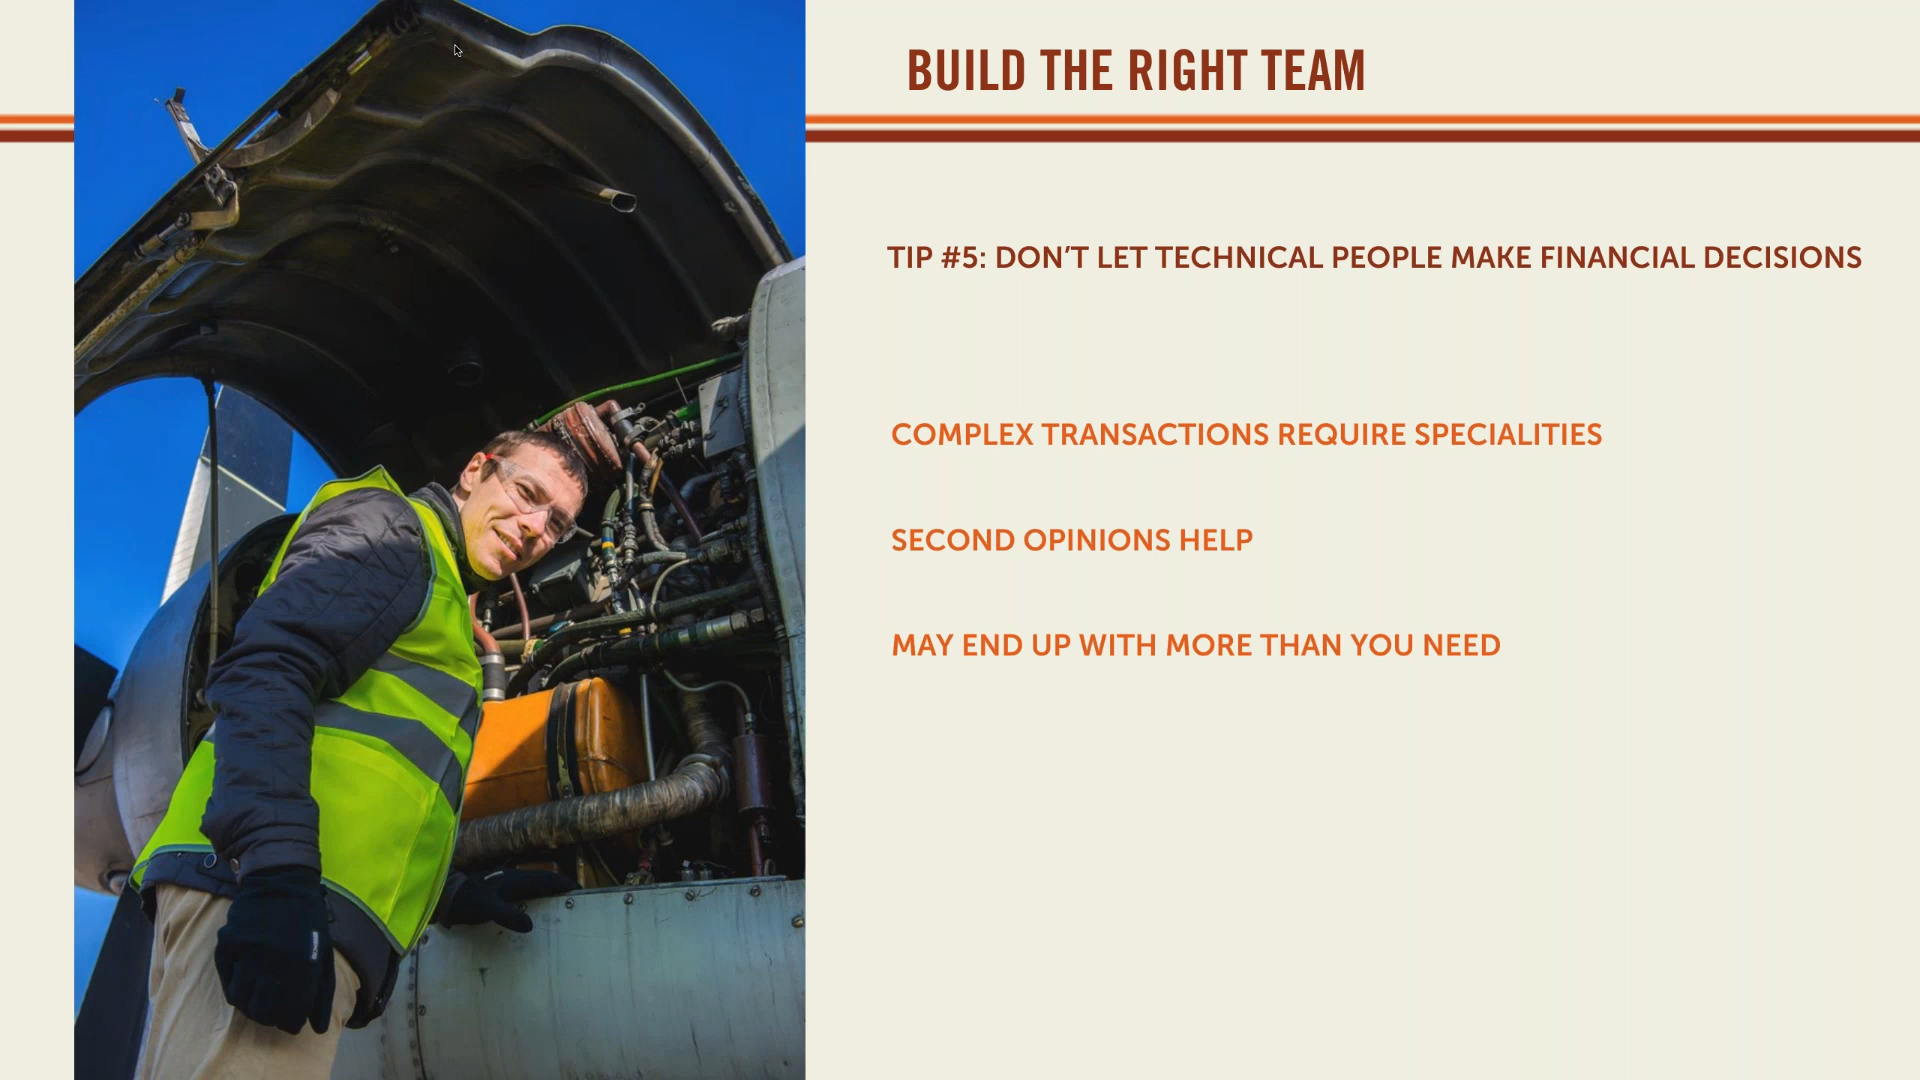 BUILD THE RIGHT TEAM
TIP #5: DON’T LET TECHNICAL PEOPLE MAKE FINANCIAL DECISIONS
COMPLEX TRANSACTIONS REQUIRE SPECIALITIES
SECOND OPINIONS HELP
MAY END UP WITH MORE THAN YOU NEED